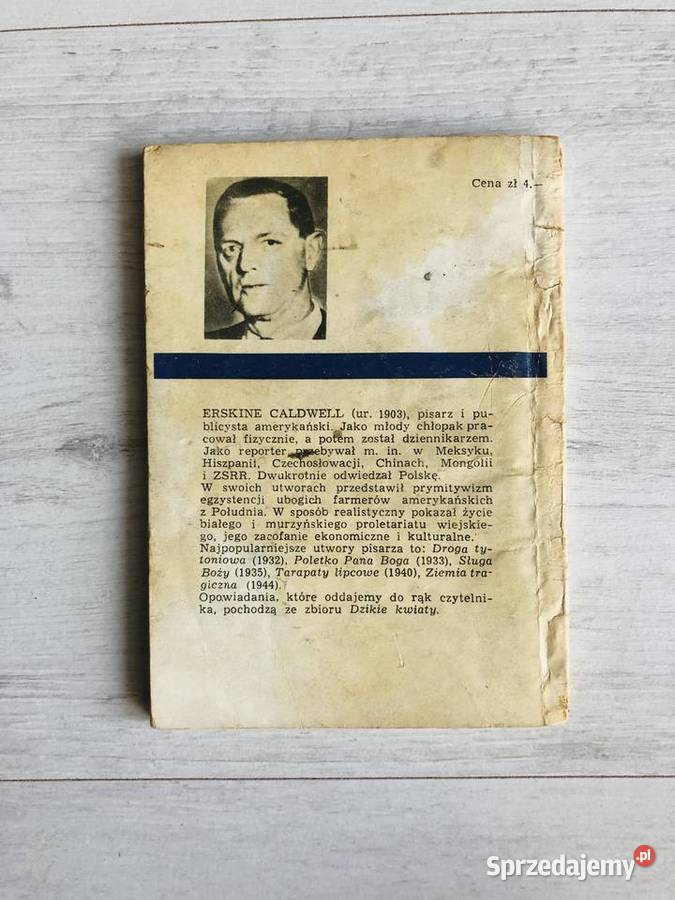 Cena zł 4.—
ERSKINE CALDWELL (ur. 1903), pisarz i pu-
blicysta amerykański. Jako młody chłopak pra-
cował fizycznie, a potem został dziennikarzem.
Jako reporter przebywał m. in. w Meksyku,
Hiszpanii, Czechosłowacji, Chinach, Mongolii
i ZSRR. Dwukrotnie odwiedzał Polskę.
W swoich utworach przedstawił prymitywizm
egzystencji ubogich farmerów amerykańskich
z Południa. W sposób realistyczny pokazał życie
białego i murzyńskiego proletariatu wiejskie-
go, jego zacofanie ekonomiczne i kulturalne.
Najpopularniejsze utwory pisarza to: Droga ty-
toniowa (1932), Poletko Pana Boga (1933), Sługa
Boży (1935), Tarapaty lipcowe (1940), Ziemia tra-
giczna (1944).
Opowiadania, które oddajemy do rąk czytelni-
ka, pochodzą ze zbioru Dzikie kwiaty.
Sprzedajemy.pl